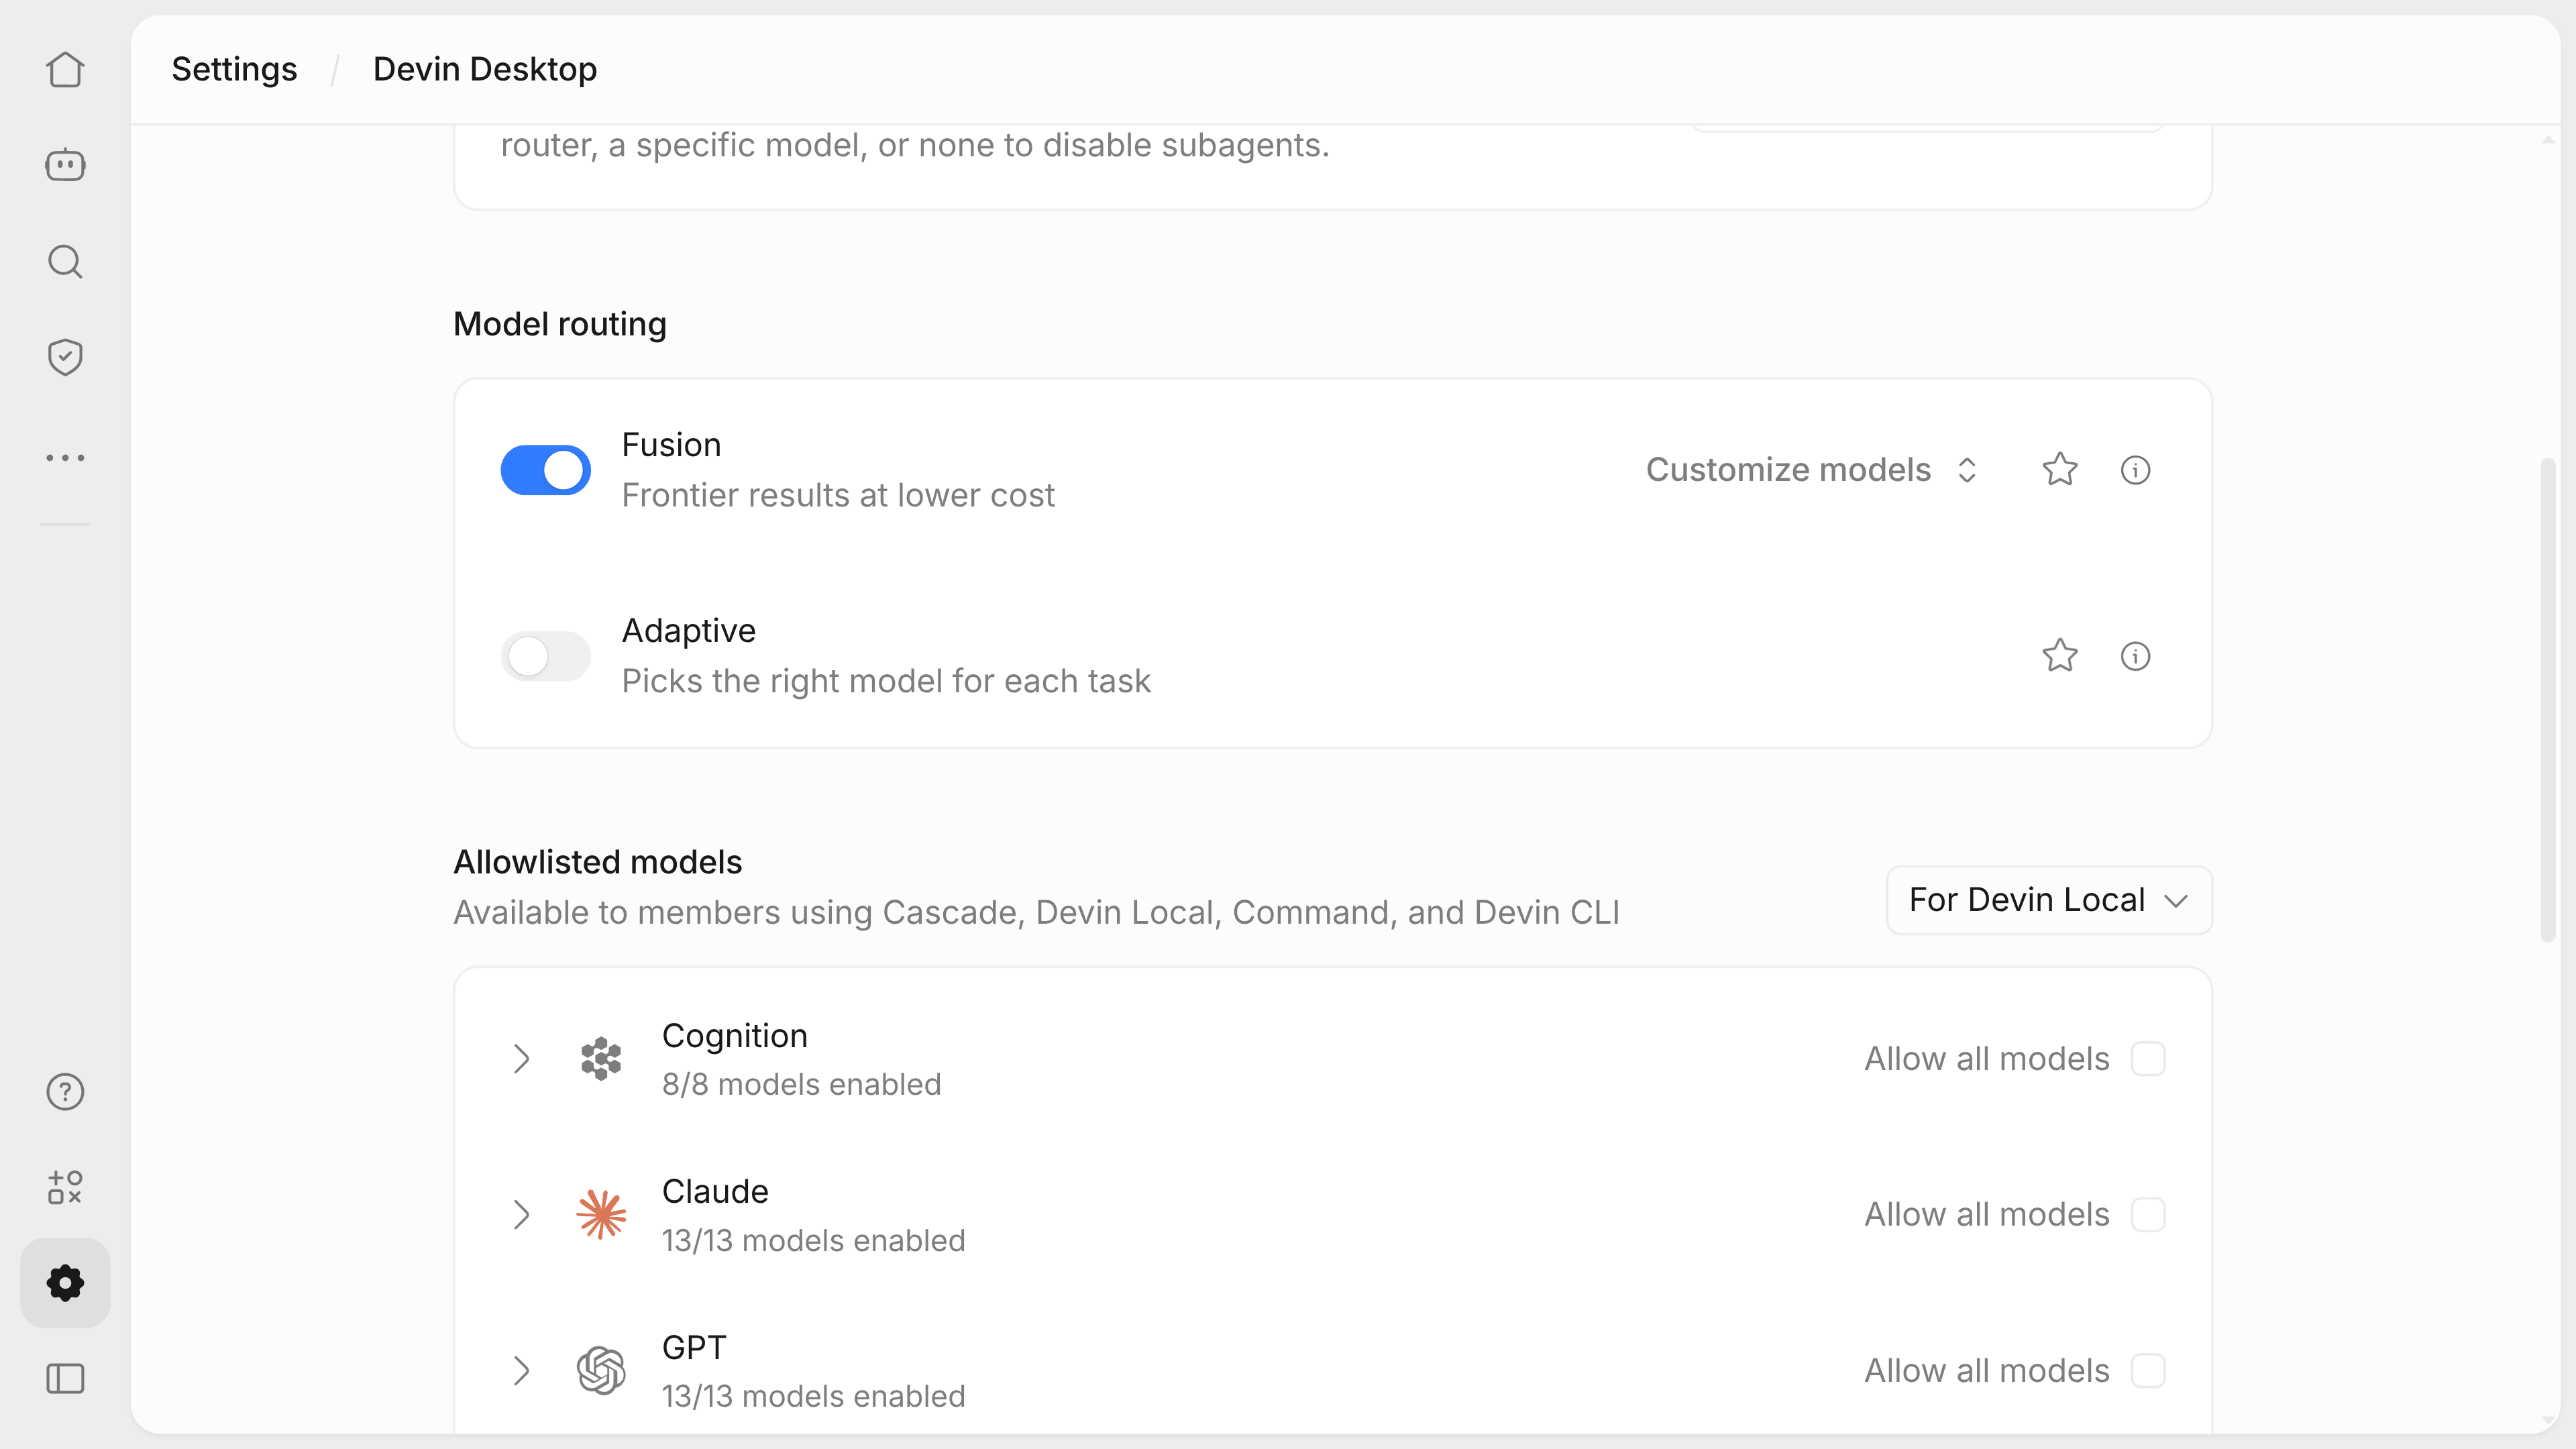 Settings / Devin Desktop
router, a specific model, or none to disable subagents.
Model routing
Fusion
Frontier results at lower cost
Customize models
Adaptive
Picks the right model for each task
Allowlisted models
Available to members using Cascade, Devin Local, Command, and Devin CLI
For Devin Local
Cognition
8/8 models enabled
Allow all models
Claude
13/13 models enabled
Allow all models
GPT
13/13 models enabled
Allow all models